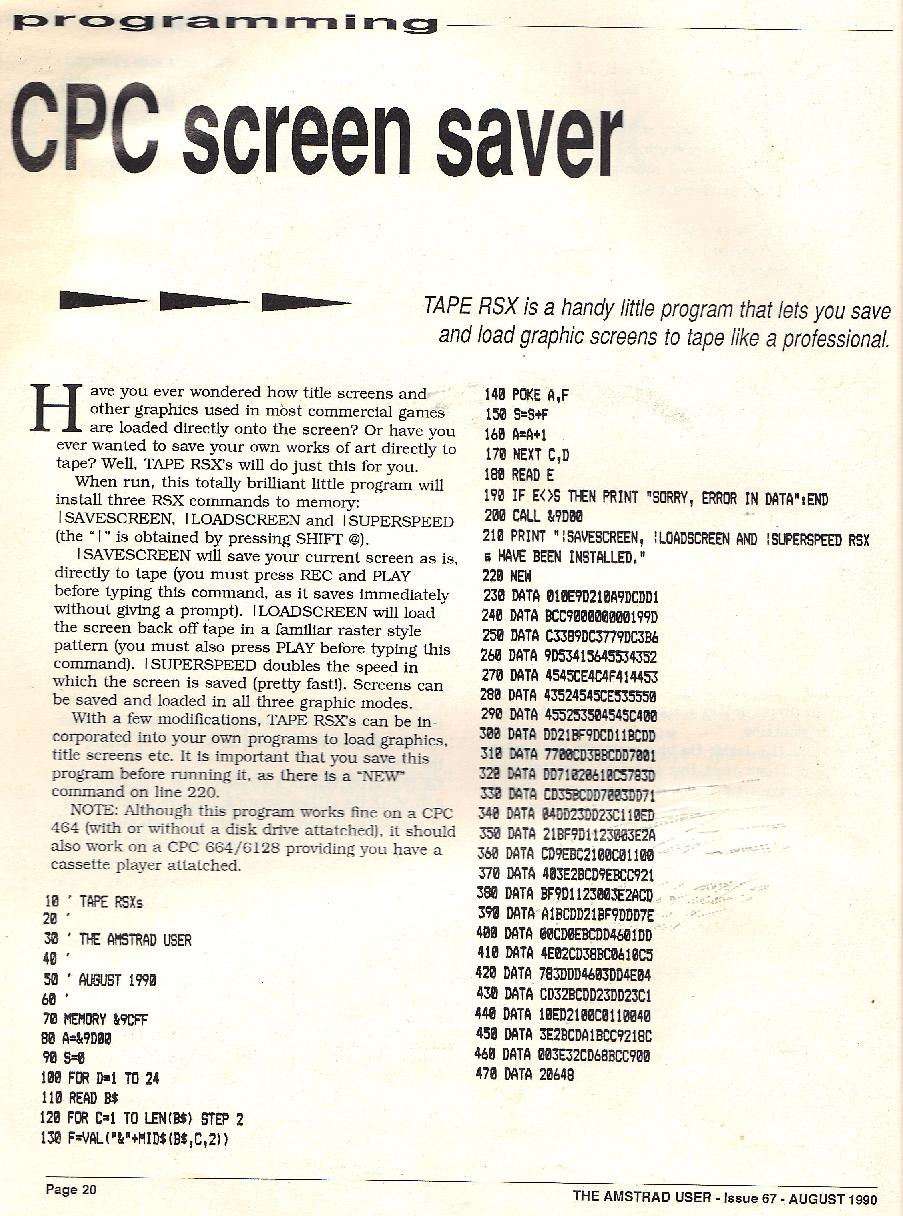 programming
CPC screen saver
TAPE RSX is a handy little program that lets you save
and load graphic screens to tape like a professional.
Have you ever wondered how title screens and
other graphics used in most commercial games
are loaded directly onto the screen? Or have you
ever wanted to save your own works of art directly to
tape? Well, TAPE RSX's will do just this for you.
When run, this totally brilliant little program will
install three RSX commands to memory:
|SAVESCREEN, |LOADSCREEN and |SUPERSPEED
(the "|" is obtained by pressing SHIFT @).
|SAVESCREEN will save your current screen as is,
directly to tape (you must press REC and PLAY
before typing this command, as it saves immediately
without giving a prompt). |LOADSCREEN will load
the screen back off tape in a familiar raster style
pattern (you must also press PLAY before typing this
command). |SUPERSPEED doubles the speed in
which the screen is saved (pretty fast!). Screens can
be saved and loaded in all three graphic modes.
With a few modifications, TAPE RSX's can be in-
corporated into your own programs to load graphics,
title screens etc. It is important that you save this
program before running it, as there is a "NEW"
command on line 220.
NOTE: Although this program works fine on a CPC
464 (with or without a disk drive attatched), it should
also work on a CPC 664/6128 providing you have a
cassette player attatched.
10 ' TAPE RSXs
20 '
30 ' THE AMSTRAD USER
40 '
50 ' AUGUST 1990
60 '
70 MEMORY &9CFF
80 A=&9D00
90 S=0
100 FOR D=1 TO 24
110 READ B$
120 FOR C=1 TO LEN(B$) STEP 2
130 F=VAL("&"+MID$(B$,C,2))
140 POKE A,F
150 S=S+F
160 A=A+1
170 NEXT C,D
180 READ E
190 IF E<>S THEN PRINT "SORRY, ERROR IN DATA":END
200 CALL &9D00
210 PRINT "|SAVESCREEN, |LOADSCREEN AND |SUPERSPEED RSX
s HAVE BEEN INSTALLED."
220 NEW
230 DATA 010E9D210A9DCDD1
240 DATA BCC900000000199D
250 DATA C3389DC3779DC3B6
260 DATA 9D53415645534352
270 DATA 4545CE4C4F414453
280 DATA 43524545CE535550
290 DATA 455253504545C400
300 DATA DD21BF9DCD11BCDD
310 DATA 7700CD3BBCDD7001
320 DATA DD71020610C5783D
330 DATA CD35BCDD7003DD71
340 DATA 04DD23DD23C110ED
350 DATA 21BF9D1123003E2A
360 DATA CD9EBC2100C01100
370 DATA 403E2BCD9EBCC921
380 DATA BF9D1123003E2ACD
390 DATA A1BCDD21BF9DDD7E
400 DATA 00CD0EBCDD4601DD
410 DATA 4E02CD38BC0610C5
420 DATA 783DDD4603DD4E04
430 DATA CD32BCDD23DD23C1
440 DATA 10ED2100C0110040
450 DATA 3E2BCDA1BCC9218C
460 DATA 003E32CD68BCC900
470 DATA 20648
Page 20
THE AMSTRAD USER - Issue 67 - AUGUST 1990